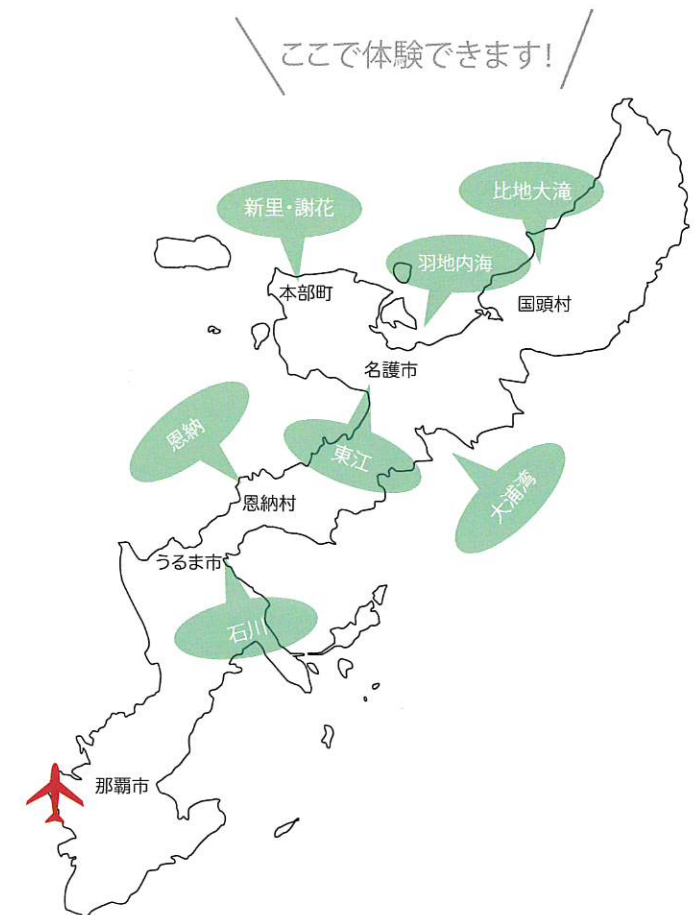 ここで体験できます!
比地大滝
新里・謝花
羽地内海
本部町
国頭村
名護市
恩納
東江
大浦湾
恩納村
うるま市
石川
那覇市